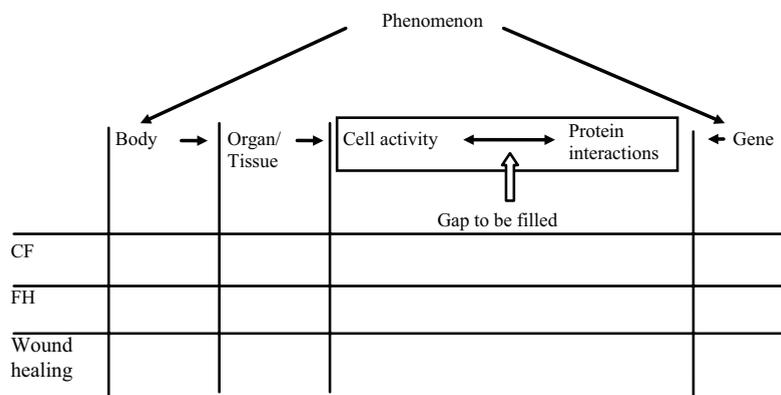 Phenomenon
Body
Organ/
Tissue
Cell activity
Protein
interactions
Gene
Gap to be filled
CF
FH
Wound
healing